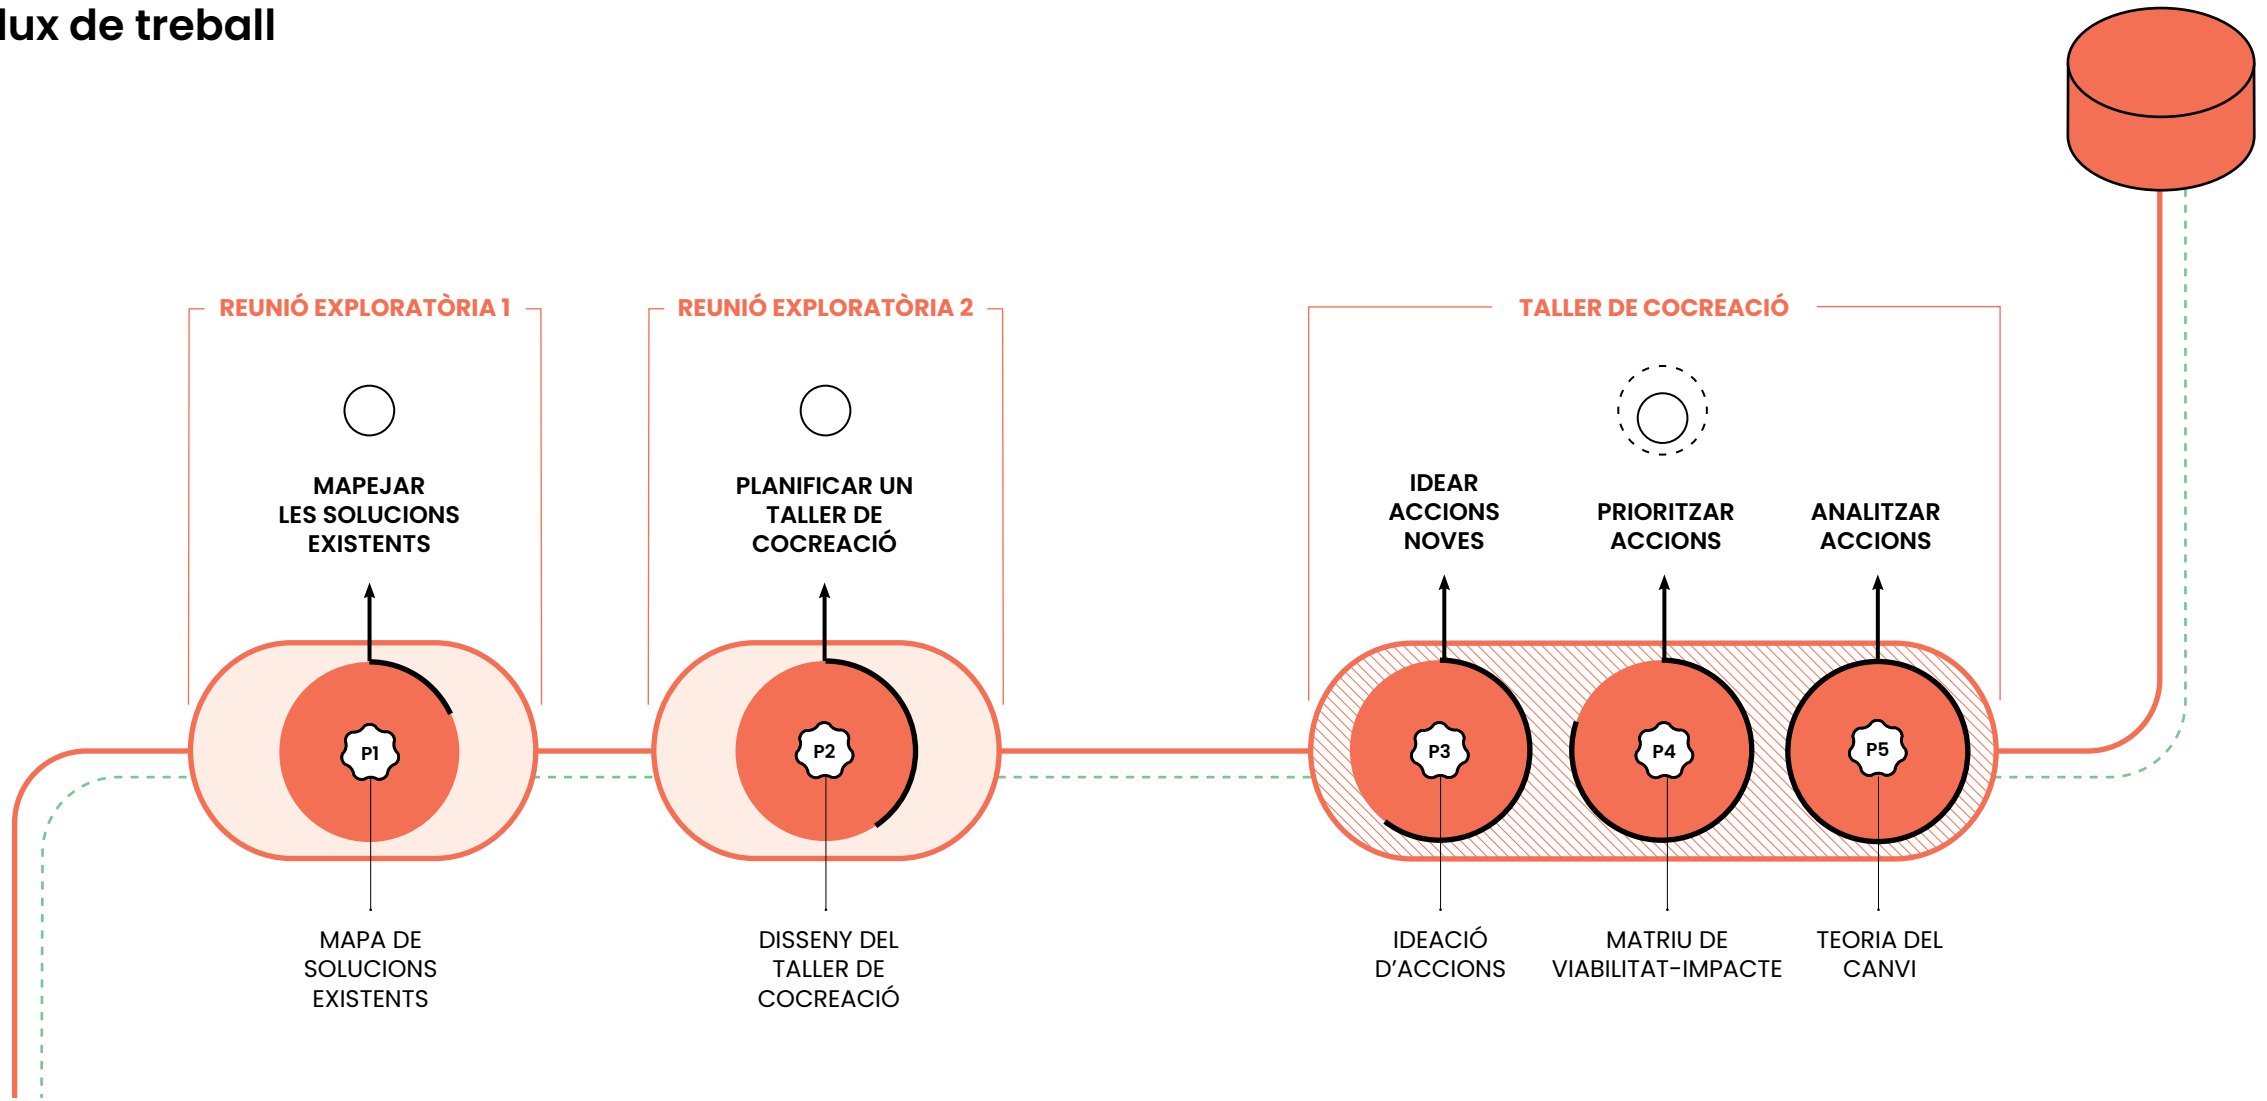 lux de treball
REUNIÓ EXPLORATÒRIA 1
REUNIÓ EXPLORATÒRIA 2
TALLER DE COCREACIÓ
MAPEJAR
LES SOLUCIONS
EXISTENTS
PLANIFICAR UN
TALLER DE
COCREACIÓ
IDEAR
ACCIONS
NOVES
PRIORITZAR
ACCIONS
ANALITZAR
ACCIONS
P1
P2
P3
P4
P5
MAPA DE
SOLUCIONS
EXISTENTS
DISSENY DEL
TALLER DE
COCREACIÓ
IDEACIÓ
D’ACCIONS
MATRIU DE
VIABILITAT-IMPACTE
TEORIA DEL
CANVI